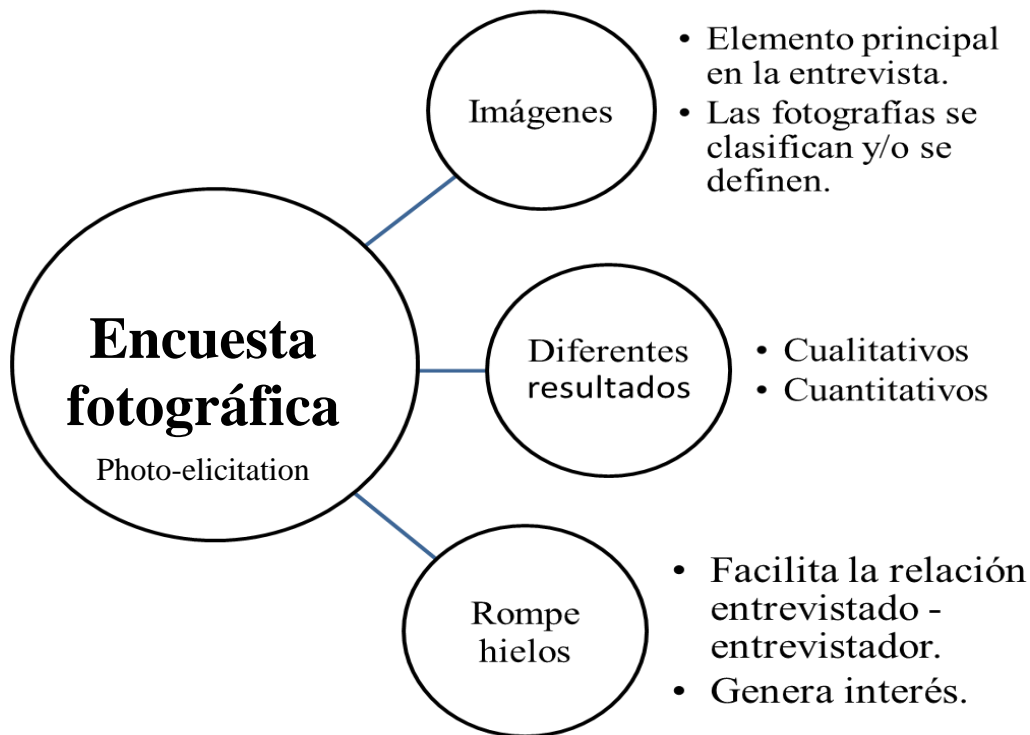 Encuesta
fotográfica
Photo-elicitation
Imágenes
• Elemento principal
en la entrevista.
• Las fotografías se
clasifican y/o se
definen.
Diferentes
resultados
• Cualitativos
• Cuantitativos
Rompe
hielos
• Facilita la relación
entrevistado -
entrevistador.
• Genera interés.